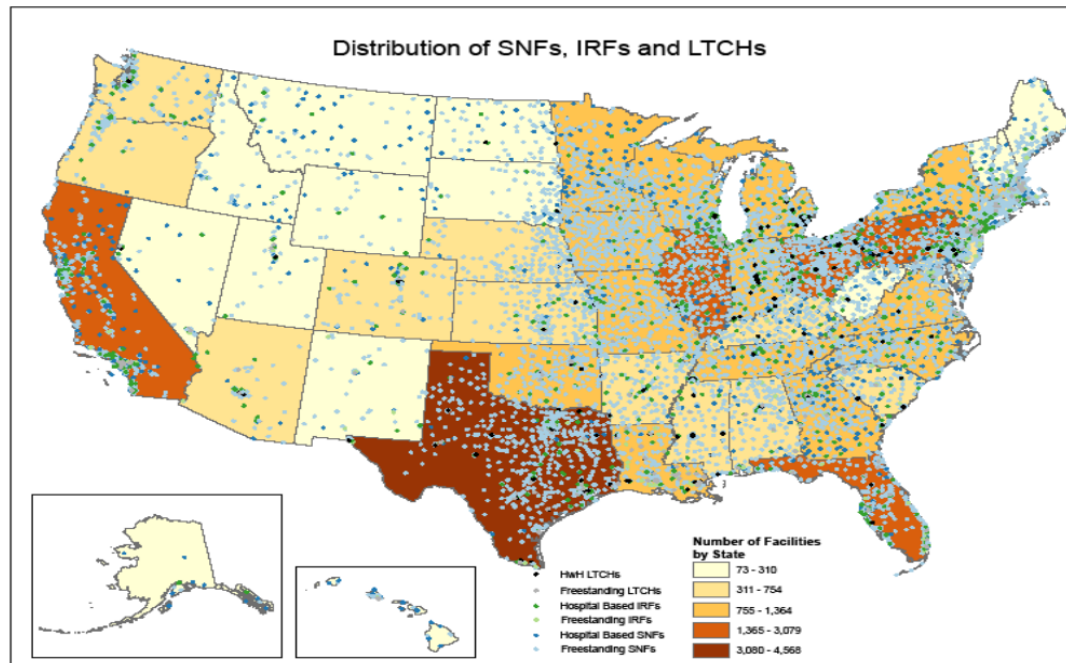 Distribution of SNFs, IRFs and LTCHs
HwH LTCHs
Freestanding LTCHs
Hospital Based IRFs
Freestanding IRFs
Hospital Based SNFs
Freestanding SNFs
Number of Facilities
by State
73 - 310
311 - 754
755 - 1,364
1,365 - 3,079
3,080 - 4,568